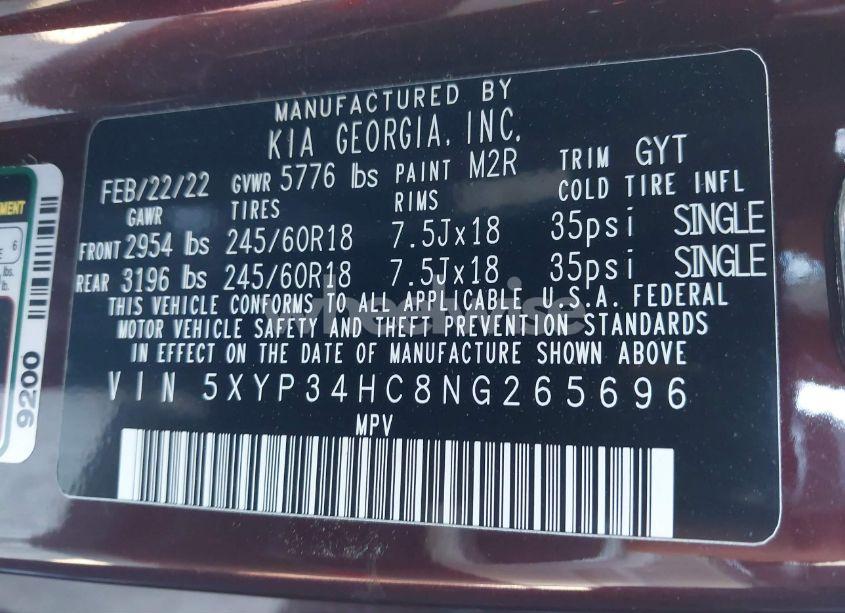 MANUFACTURED BY
KIA GEORGIA, INC.
FEB/22/22 GVWR 5776 lbs PAINT M2R TRIM GYT
GAWR TIRES RIMS COLD TIRE INFL
FRONT 2954 lbs 245/60R18 7.5Jx18 35psi SINGLE
REAR 3196 lbs 245/60R18 7.5Jx18 35psi SINGLE
THIS VEHICLE CONFORMS TO ALL APPLICABLE U.S.A. FEDERAL
MOTOR VEHICLE SAFETY AND THEFT PREVENTION STANDARDS
IN EFFECT ON THE DATE OF MANUFACTURE SHOWN ABOVE
VIN 5XYP34HC8NG265696
MPV
9200
6
lbs.
lb.